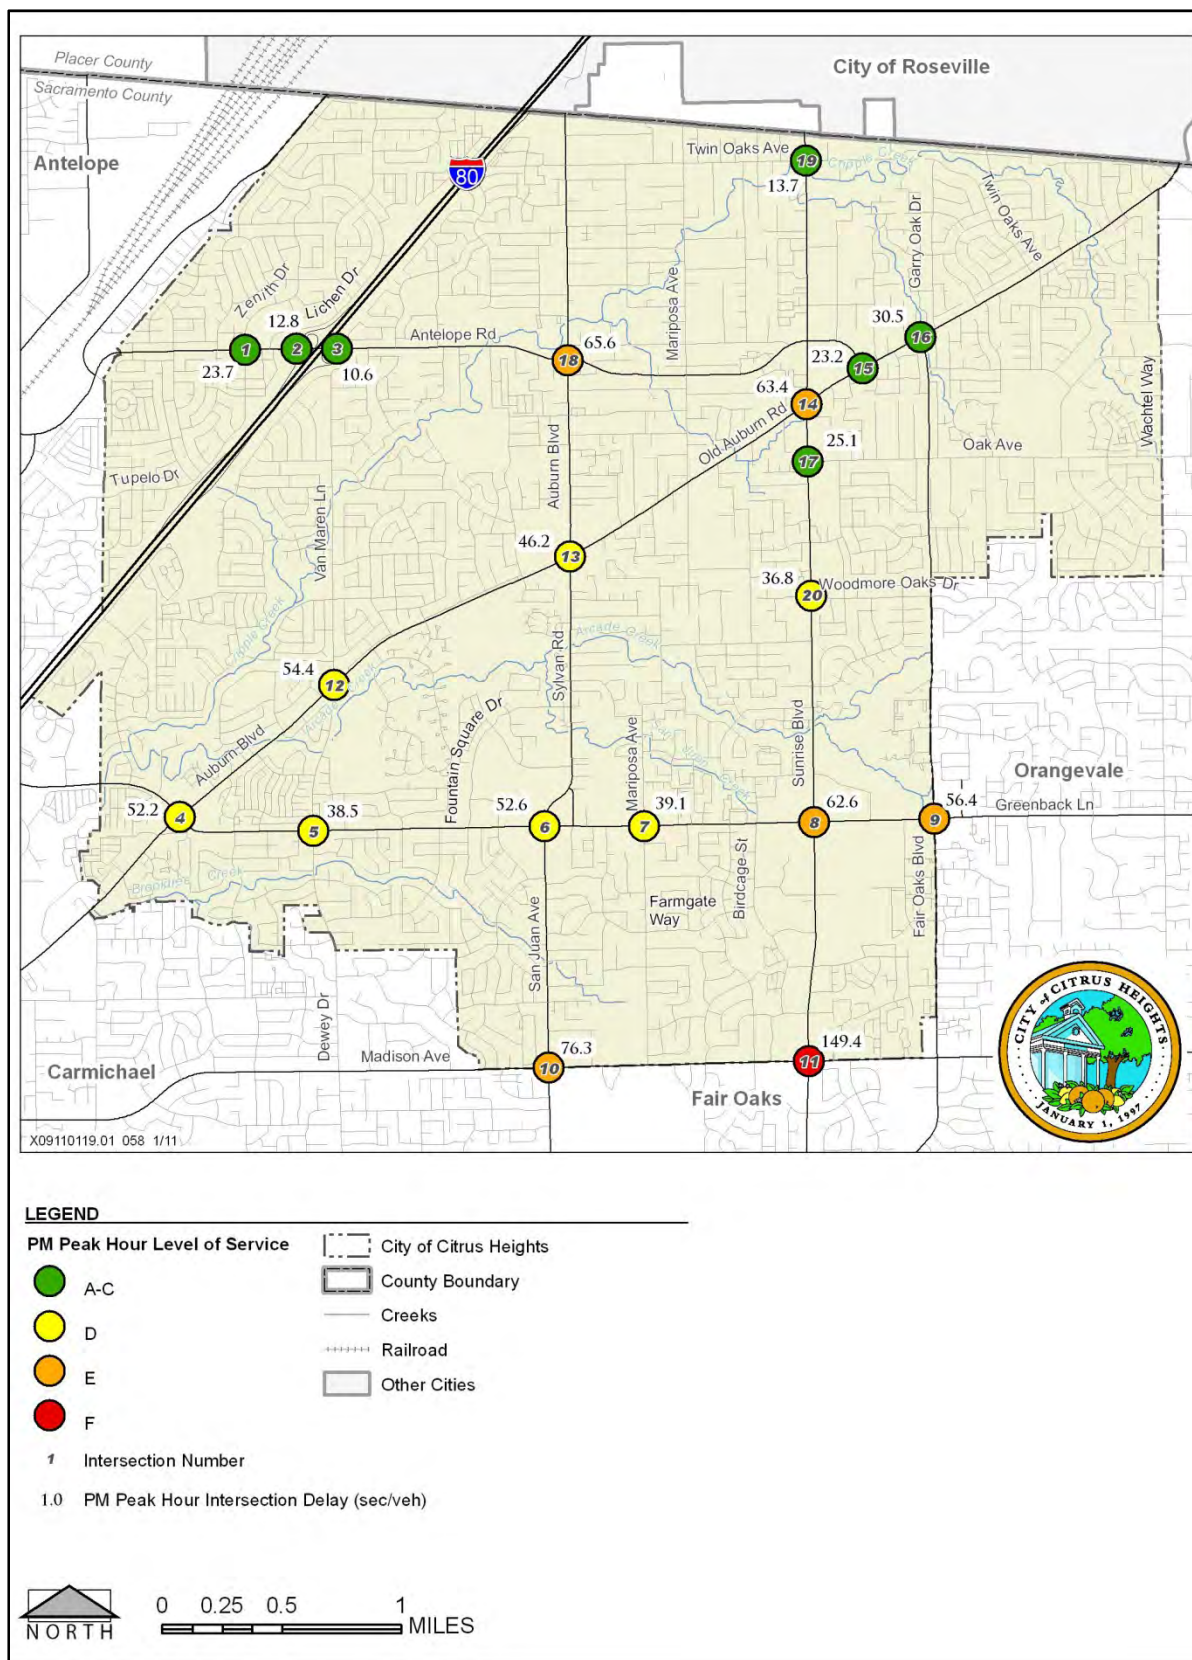 Placer County
Sacramento County
City of Roseville
Antelope
80
Twin Oaks Ave
19
Cripple Creek
13.7
Garry Oak Dr
Twin Oaks Ave
Mariposa Ave
Zenith Dr
Lichen Dr
12.8
1
2
3
23.7
10.6
Antelope Rd
18
65.6
30.5
16
23.2
15
63.4
14
Old Auburn Rd
Wachtel Way
25.1
17
Oak Ave
Tupelo Dr
Van Maren Ln
Auburn Blvd
46.2
13
36.8
20
Woodmore Oaks Dr
Cripple Creek
Arcade Creek
54.4
12
Sylvan Rd
Auburn Blvd
Fountain Square Dr
Mariposa Ave
Sunrise Blvd
Orangevale
Greenback Ln
52.2
4
38.5
5
52.6
6
39.1
7
62.6
8
56.4
9
Brooktree Creek
Birdcage St
Fair Oaks Blvd
Farmgate
Way
San Juan Ave
Dewey Dr
Madison Ave
Carmichael
76.3
10
149.4
11
Fair Oaks
CITY of CITRUS HEIGHTS
JANUARY 1, 1997
X09110119.01 058 1/11
LEGEND
PM Peak Hour Level of Service
A-C
D
E
F
1 Intersection Number
1.0 PM Peak Hour Intersection Delay (sec/veh)
City of Citrus Heights
County Boundary
Creeks
Railroad
Other Cities
NORTH
0 0.25 0.5 1
MILES